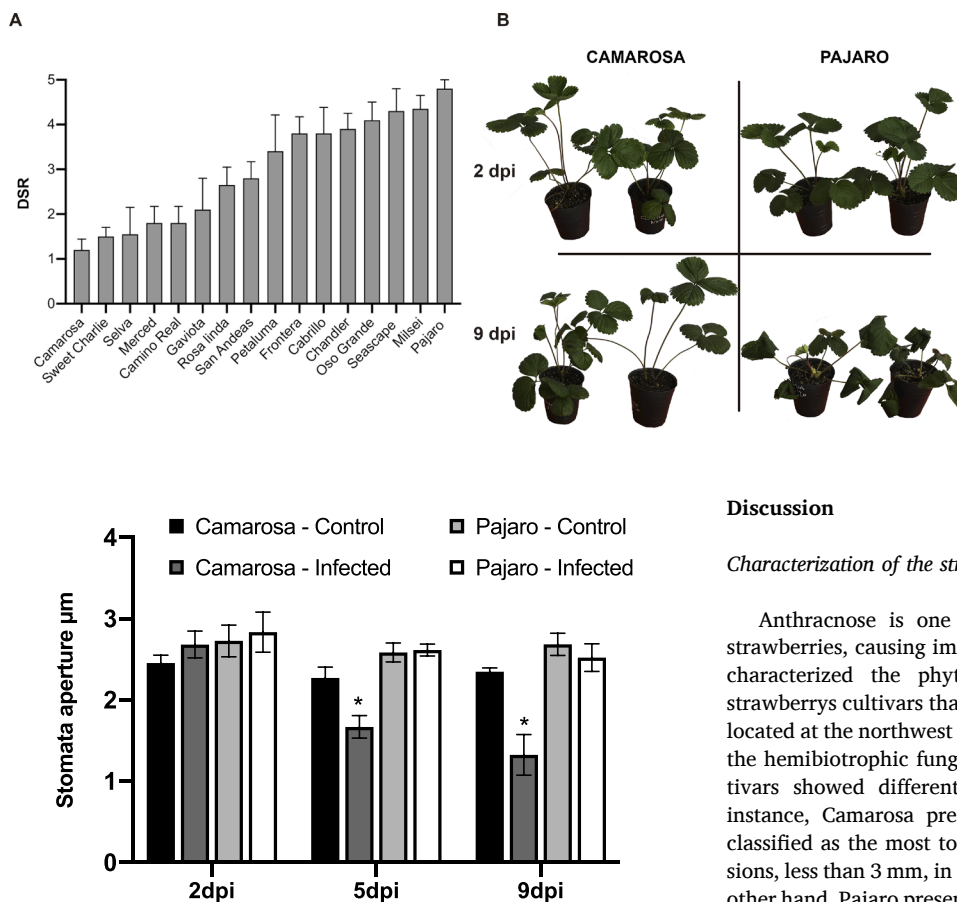 A
B
5
4
3
2
1
0
DSR
Camarosa
Sweet Charlie
Selva
Merced
Camino Real
Gaviota
Rosa linda
San Andeas
Petaluma
Frontera
Cabrillo
Chandler
Oso Grande
Seascape
Milsei
Pajaro
CAMAROSA PAJARO
2 dpi
9 dpi
Camarosa - Control Pajaro - Control
Camarosa - Infected Pajaro - Infected
4
3
2
1
0
Stomata aperture µm
*
*
2dpi 5dpi 9dpi
Discussion
Characterization of the st
Anthracnose is one
strawberries, causing im
characterized the phyt
strawberrys cultivars tha
located at the northwest
the hemibiotrophic fung
tivars showed different
instance, Camarosa pre
classified as the most to
sions, less than 3 mm, in
other hand, Pajaro presen